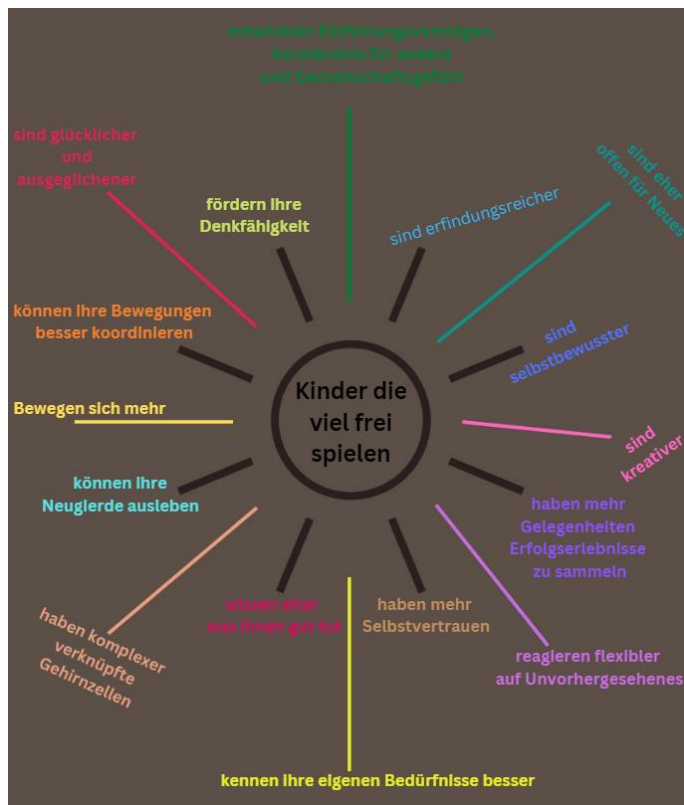 entwickeln Einfühlungsvermögen,
Verständnis für andere
und Gemeinschaftsgefühl
sind glücklicher
und
ausgeglichener
fördern ihre
Denkfähigkeit
sind erfindungsreicher
sind eher
offen für Neues
können ihre Bewegungen
besser koordinieren
sind
selbstbewusster
Kinder die
viel frei
spielen
Bewegen sich mehr
sind
kreativer
können ihre
Neugierde ausleben
haben mehr
Gelegenheiten
Erfolgserlebnisse
zu sammeln
haben komplexer
verknüpfte
Gehirnzellen
wissen eher
was ihnen gut tut
haben mehr
Selbstvertrauen
reagieren flexibler
auf Unvorhergesehenes
kennen ihre eigenen Bedürfnisse besser